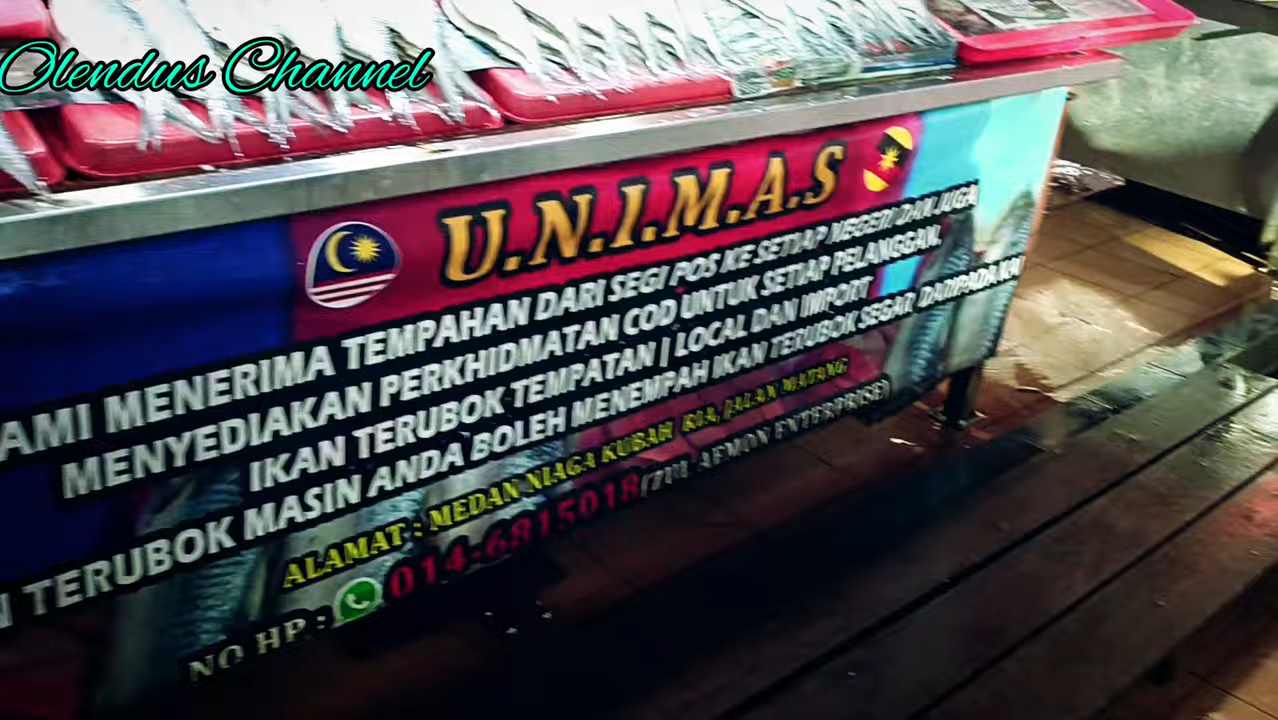 Olendus Channel
U.N.I.M.A.S
AMI MENERIMA TEMPAHAN DARI SEGI POS KE SETIAP NEGERI DAN JUGA
MENYEDIAKAN PERKHIDMATAN COD UNTUK SETIAP PELANGGAN.
IKAN TERUBOK TEMPATAN | LOCAL DAN IMPORT
N TERUBOK MASIN ANDA BOLEH MENEMPAH IKAN TERUBOK SEGAR DARIPADA KA
ALAMAT : MEDAN NIAGA KUBAH RIA, JALAN MATANG
NO HP : 014-6815018 (ZUL AEMON ENTERPRISE)